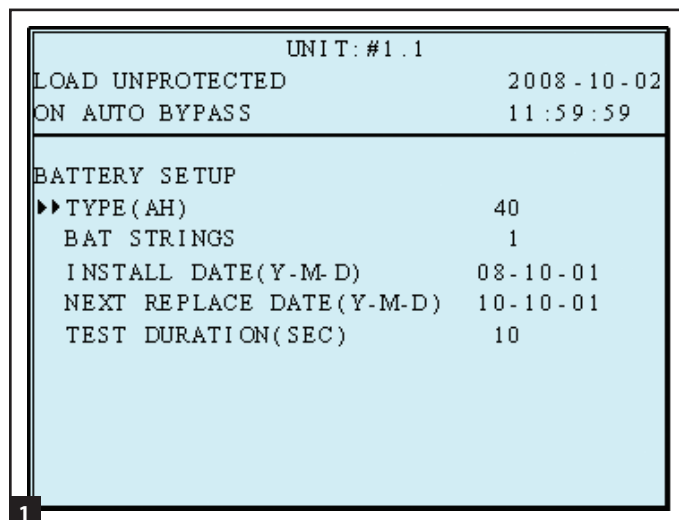 UNIT:#1.1
LOAD UNPROTECTED 2008-10-02
ON AUTO BYPASS 11:59:59
BATTERY SETUP
TYPE(AH) 40
BAT STRINGS 1
INSTALL DATE(Y-M-D) 08-10-01
NEXT REPLACE DATE(Y-M-D) 10-10-01
TEST DURATION(SEC) 10
1